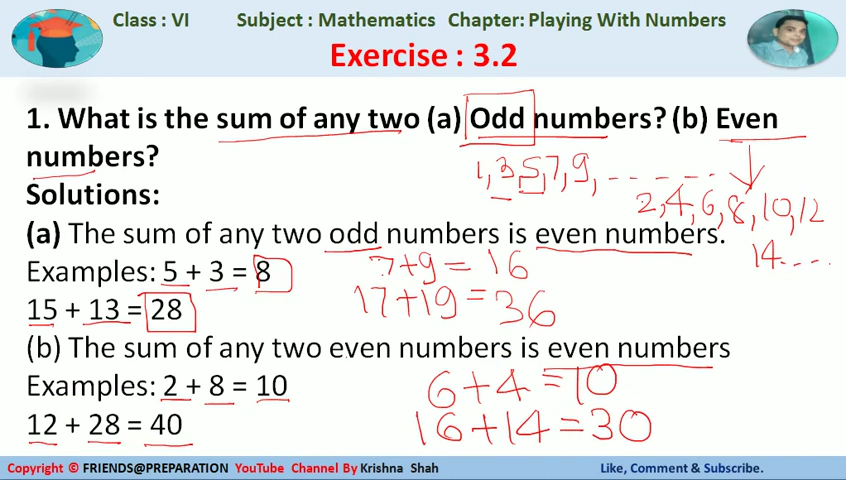 Class : VI Subject : Mathematics Chapter: Playing With Numbers
Exercise : 3.2
1. What is the sum of any two (a) Odd numbers? (b) Even
numbers?
1, 3, 5, 7, 9, - - - - - - -
2, 4, 6, 8, 10, 12
14 - - - -
Solutions:
(a) The sum of any two odd numbers is even numbers.
Examples: 5 + 3 = 8
7+9 = 16
15 + 13 = 28
17+19 = 36
(b) The sum of any two even numbers is even numbers
Examples: 2 + 8 = 10
6+4 = 10
12 + 28 = 40
16+14 = 30
Copyright © FRIENDS@PREPARATION YouTube Channel By Krishna Shah Like, Comment & Subscribe.